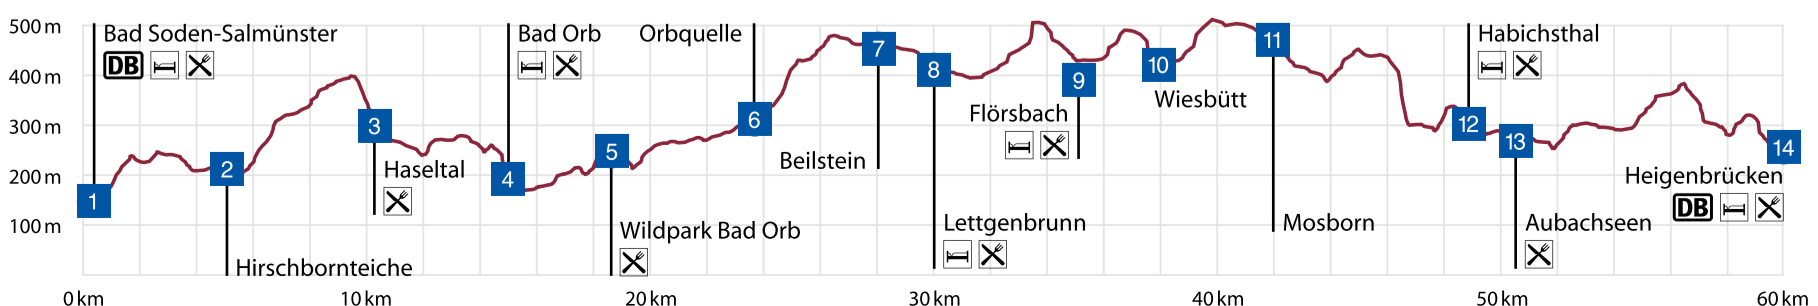 500 m
400 m
300 m
200 m
100 m
Bad Soden-Salmünster
DB
Bad Orb
Orbquelle
Habichsthal
1
2
3
4
5
6
7
8
9
10
11
12
13
14
Haseltal
Hirschbornteiche
Wildpark Bad Orb
Beilstein
Lettgenbrunn
Flörsbach
Wiesbütt
Mosborn
Aubachseen
Heigenbrücken
DB
0 km
10 km
20 km
30 km
40 km
50 km
60 km